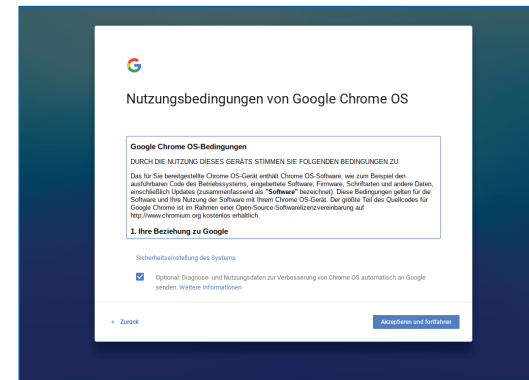 Nutzungsbedingungen von Google Chrome OS
Google Chrome OS-Bedingungen
DURCH DIE NUTZUNG DIESES GERÄTS STIMMEN SIE FOLGENDEN BEDINGUNGEN ZU.
Das für Sie bereitgestellte Chrome OS-Gerät enthält Chrome OS-Software, wie zum Beispiel den
ausführbaren Code des Betriebssystems, eingebettete Software, Firmware, Schriftarten und andere Daten,
einschließlich Updates (zusammenfassend als "Software" bezeichnet). Diese Bedingungen gelten für die
Software und Ihre Nutzung der Software mit Ihrem Chrome OS-Gerät. Der größte Teil des Quellcodes für
Google Chrome ist im Rahmen einer Open-Source-Softwarelizenzvereinbarung auf
http://www.chromium.org kostenlos erhältlich.
1. Ihre Beziehung zu Google
Sicherheitseinstellung des Systems
Optional: Diagnose- und Nutzungsdaten zur Verbesserung von Chrome OS automatisch an Google
senden. Weitere Informationen
Zurück
Akzeptieren und fortfahren